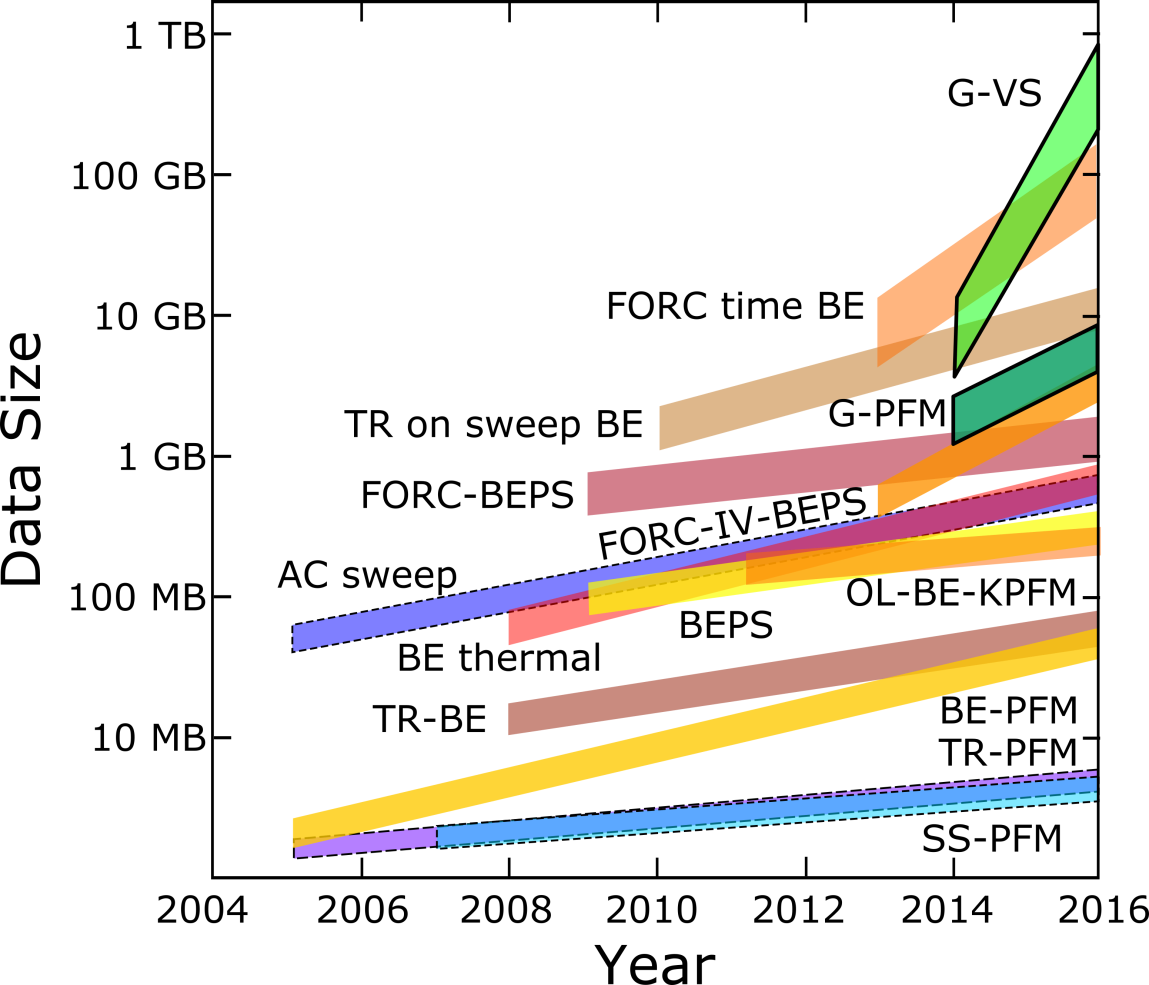 1 TB
G-VS
100 GB
FORC time BE
10 GB
TR on sweep BE
G-PFM
1 GB
FORC-BEPS
FORC-IV-BEPS
AC sweep
100 MB
OL-BE-KPFM
BEPS
BE thermal
TR-BE
BE-PFM
10 MB
TR-PFM
SS-PFM
Data Size
2004 2006 2008 2010 2012 2014 2016
Year